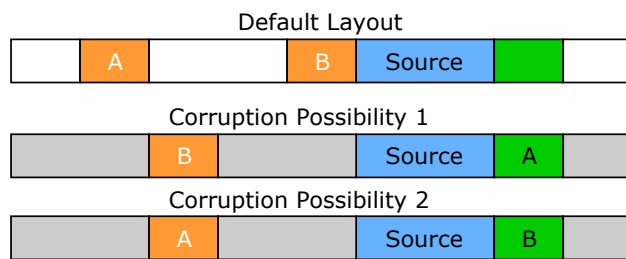 Default Layout
A B Source
Corruption Possibility 1
B Source A
Corruption Possibility 2
A Source B